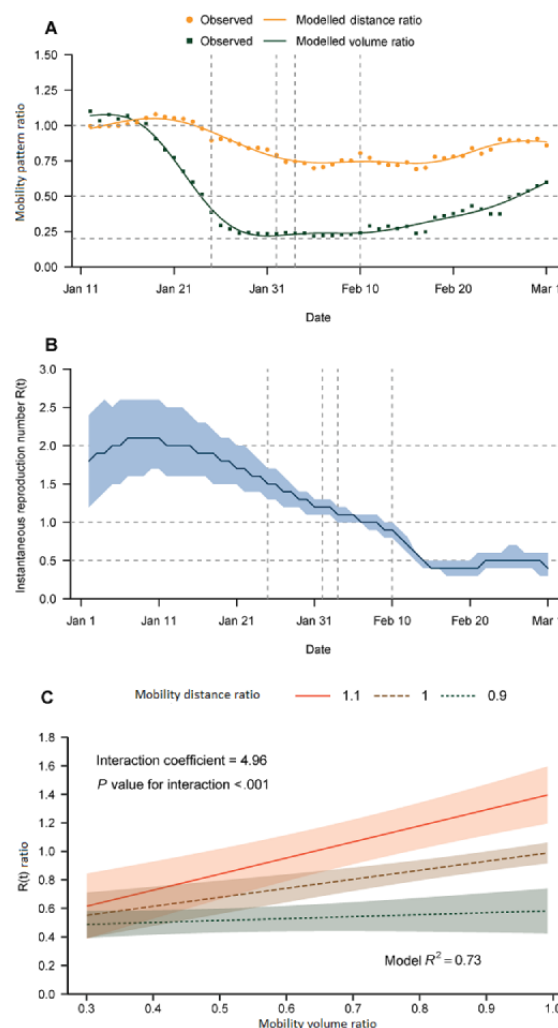 A
Observed Modelled distance ratio
Observed Modelled volume ratio
Mobility pattern ratio
1.50
1.25
1.00
0.75
0.50
0.25
0.00
Jan 11 Jan 21 Jan 31 Feb 10 Feb 20 Mar 1
Date
B
Instantaneous reproduction number R(t)
3.0
2.5
2.0
1.5
1.0
0.5
0.0
Jan 1 Jan 11 Jan 21 Jan 31 Feb 10 Feb 20 Mar
Date
C
Mobility distance ratio 1.1 1 0.9
R(t) ratio
1.8
1.6
1.4
1.2
1.0
0.8
0.6
0.4
0.2
0.0
Interaction coefficient = 4.96
P value for interaction <.001
Model R² = 0.73
0.3 0.4 0.5 0.6 0.7 0.8 0.9 1.0
Mobility volume ratio